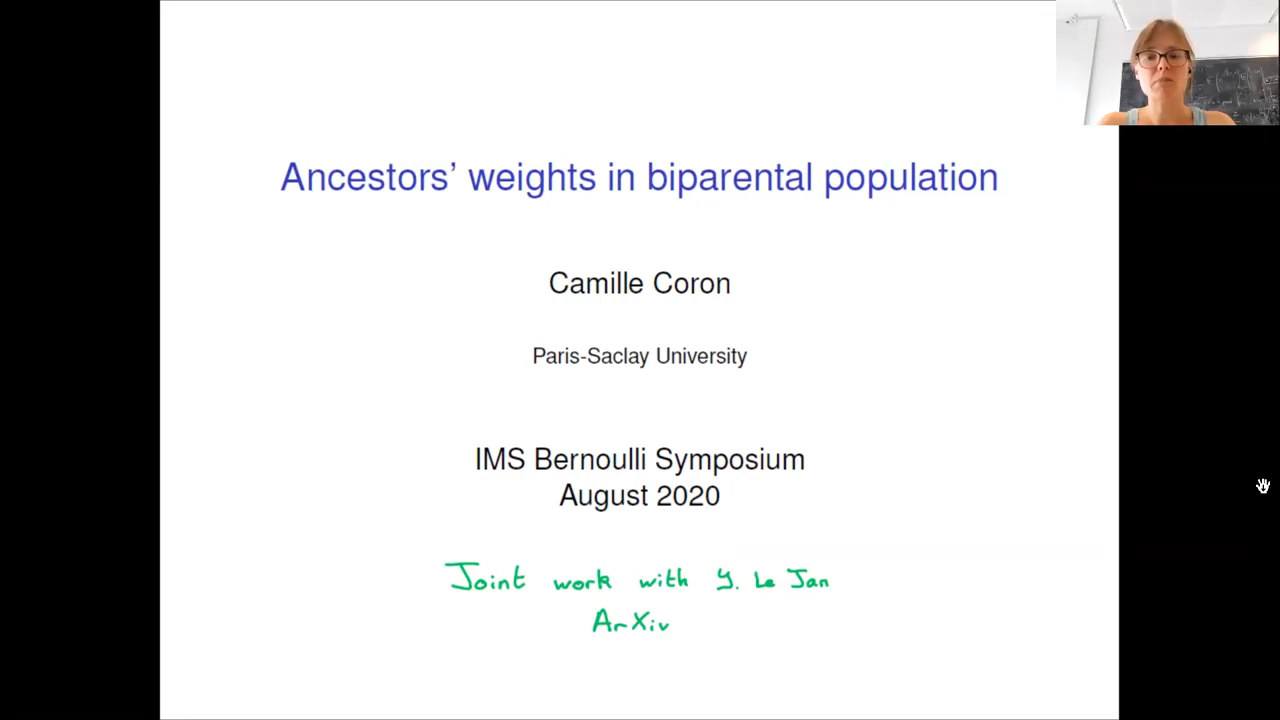 Ancestors’ weights in biparental population
Camille Coron
Paris-Saclay University
IMS Bernoulli Symposium
August 2020
Joint work with Y. Le Jan
ArXiv